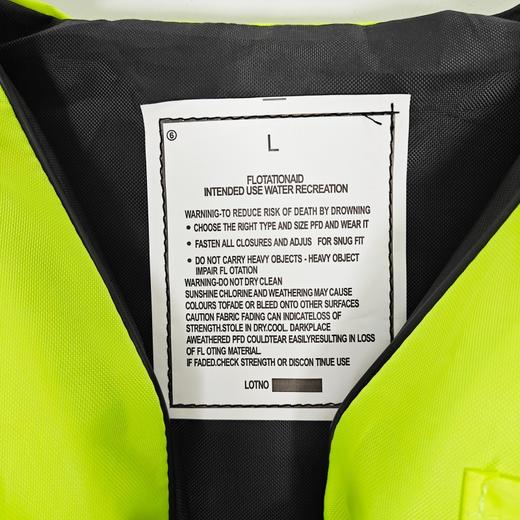 6
L
FLOTATIONAID
INTENDED USE WATER RECREATION
WARNING-TO REDUCE RISK OF DEATH BY DROWNING
• CHOOSE THE RIGHT TYPE AND SIZE PFD AND WEAR IT
• FASTEN ALL CLOSURES AND ADJUS FOR SNUG FIT
• DO NOT CARRY HEAVY OBJECTS - HEAVY OBJECT
IMPAIR FL OTATION
WARNING-DO NOT DRY CLEAN
SUNSHINE CHLORINE AND WEATHERING MAY CAUSE
COLOURS TOFADE OR BLEED ONTO OTHER SURFACES
CAUTION FABRIC FADING CAN INDICATELOSS OF
STRENGTH.STOLE IN DRY.COOL. DARKPLACE
AWEATHERED PFD COULDTEAR EASILYRESULTING IN LOSS
OF FL OTING MATERIAL.
IF FADED.CHECK STRENGTH OR DISCON TINUE USE
LOTNO